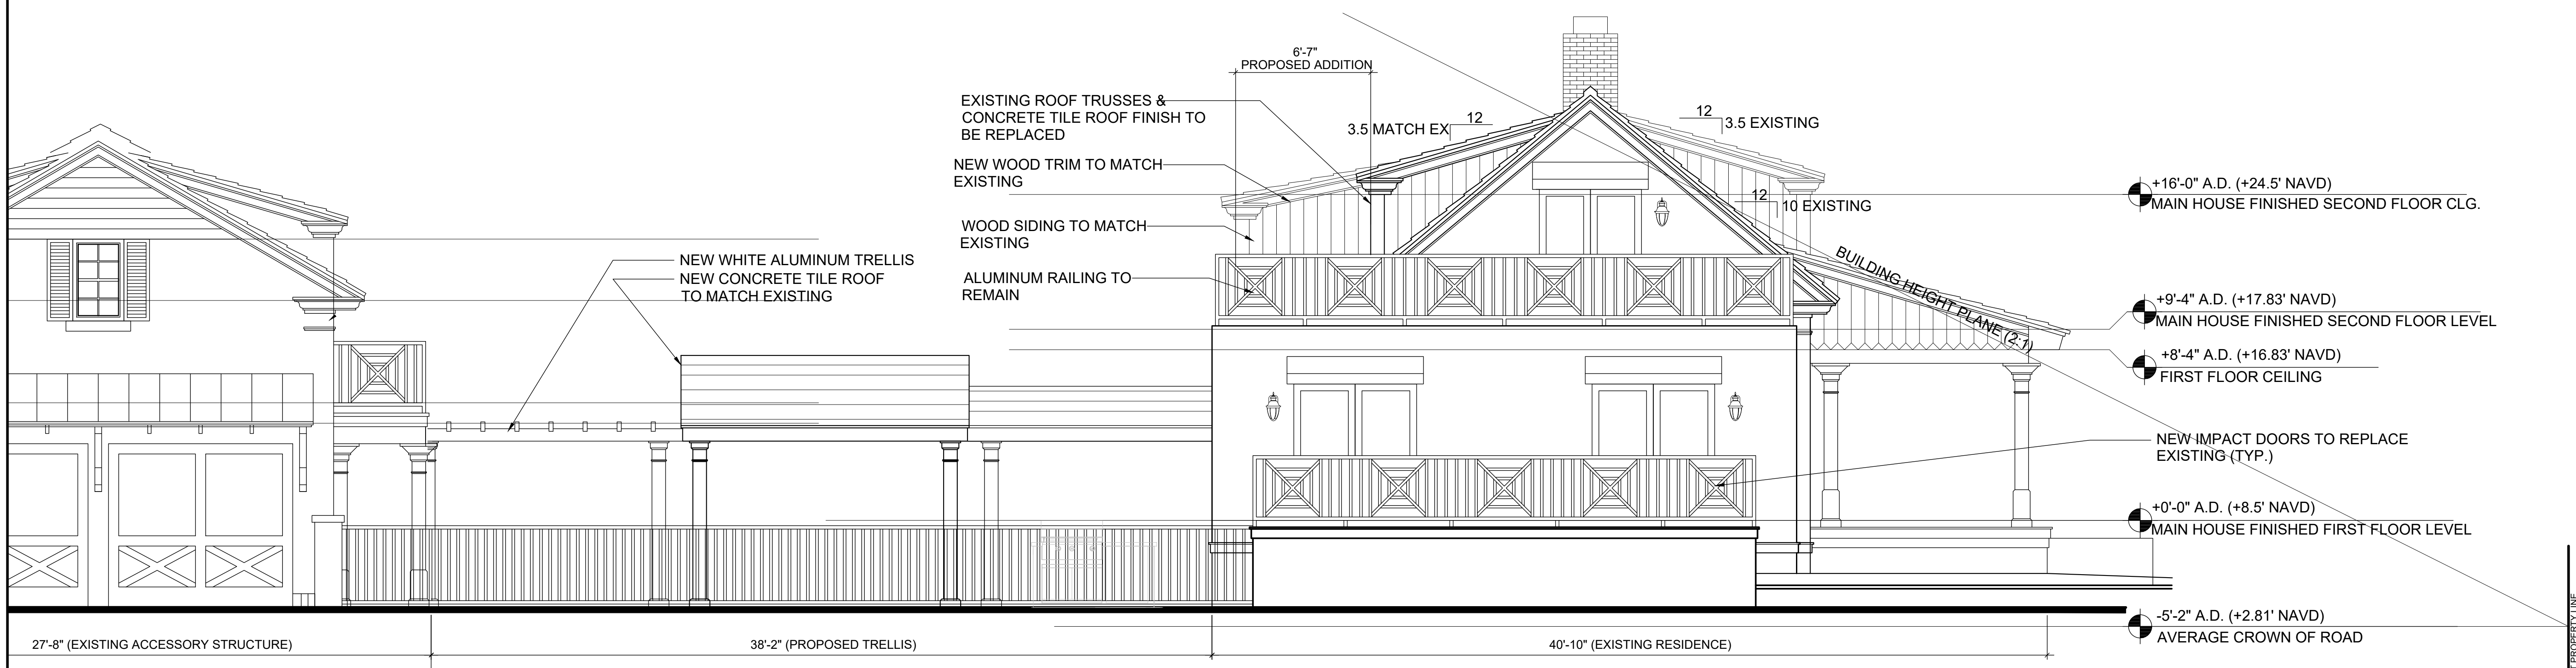 6'-7"
PROPOSED ADDITION
EXISTING ROOF TRUSSES &
CONCRETE TILE ROOF FINISH TO
BE REPLACED
12
3.5 MATCH EX
12
3.5 EXISTING
NEW WOOD TRIM TO MATCH
EXISTING
12
10 EXISTING
+16'-0" A.D. (+24.5' NAVD)
MAIN HOUSE FINISHED SECOND FLOOR CLG.
WOOD SIDING TO MATCH
EXISTING
NEW WHITE ALUMINUM TRELLIS
NEW CONCRETE TILE ROOF
TO MATCH EXISTING
ALUMINUM RAILING TO
REMAIN
BUILDING HEIGHT PLANE (2:1)
+9'-4" A.D. (+17.83' NAVD)
MAIN HOUSE FINISHED SECOND FLOOR LEVEL
+8'-4" A.D. (+16.83' NAVD)
FIRST FLOOR CEILING
NEW IMPACT DOORS TO REPLACE
EXISTING (TYP.)
+0'-0" A.D. (+8.5' NAVD)
MAIN HOUSE FINISHED FIRST FLOOR LEVEL
-5'-2" A.D. (+2.81' NAVD)
AVERAGE CROWN OF ROAD
27'-8" (EXISTING ACCESSORY STRUCTURE)
38'-2" (PROPOSED TRELLIS)
40'-10" (EXISTING RESIDENCE)
PROPERTY LINE